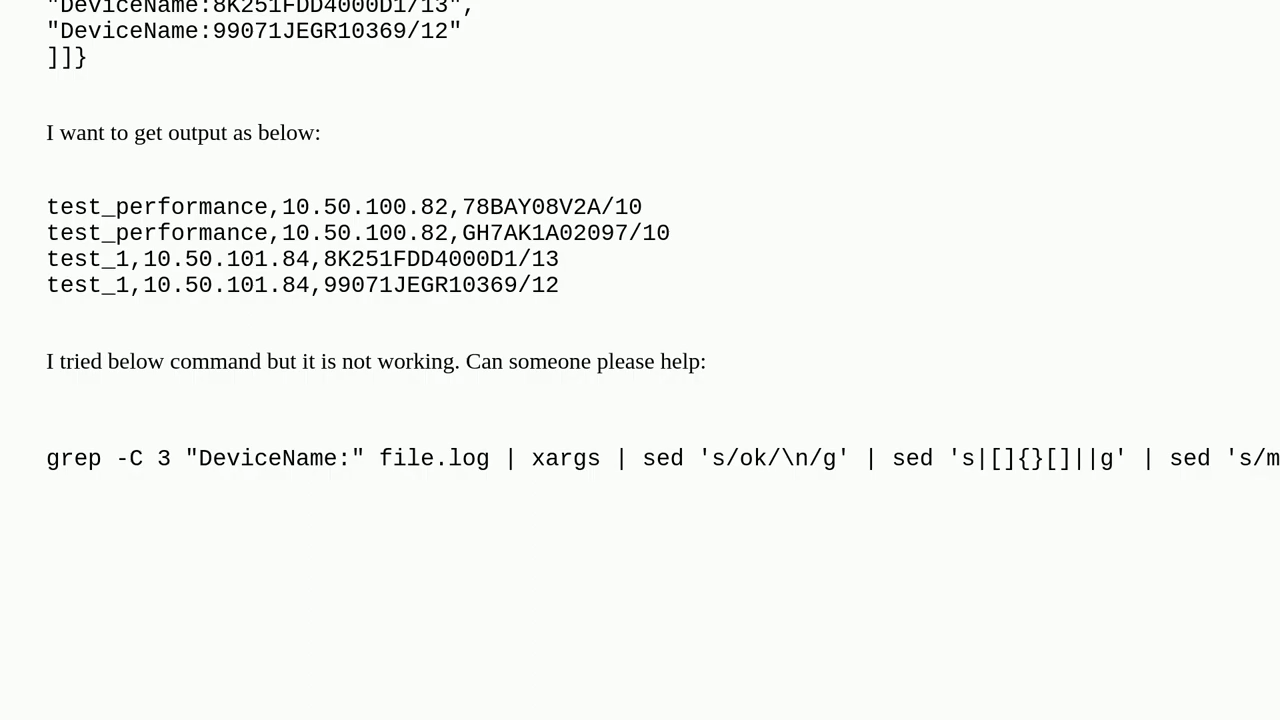 "DeviceName:8K251FDD4000D1/13",
"DeviceName:99071JEGR10369/12"
]]}
I want to get output as below:
test_performance,10.50.100.82,78BAY08V2A/10
test_performance,10.50.100.82,GH7AK1A02097/10
test_1,10.50.101.84,8K251FDD4000D1/13
test_1,10.50.101.84,99071JEGR10369/12
I tried below command but it is not working. Can someone please help:
grep -C 3 "DeviceName:" file.log | xargs | sed 's/ok/\n/g' | sed 's|[]{}[]||g' | sed 's/m